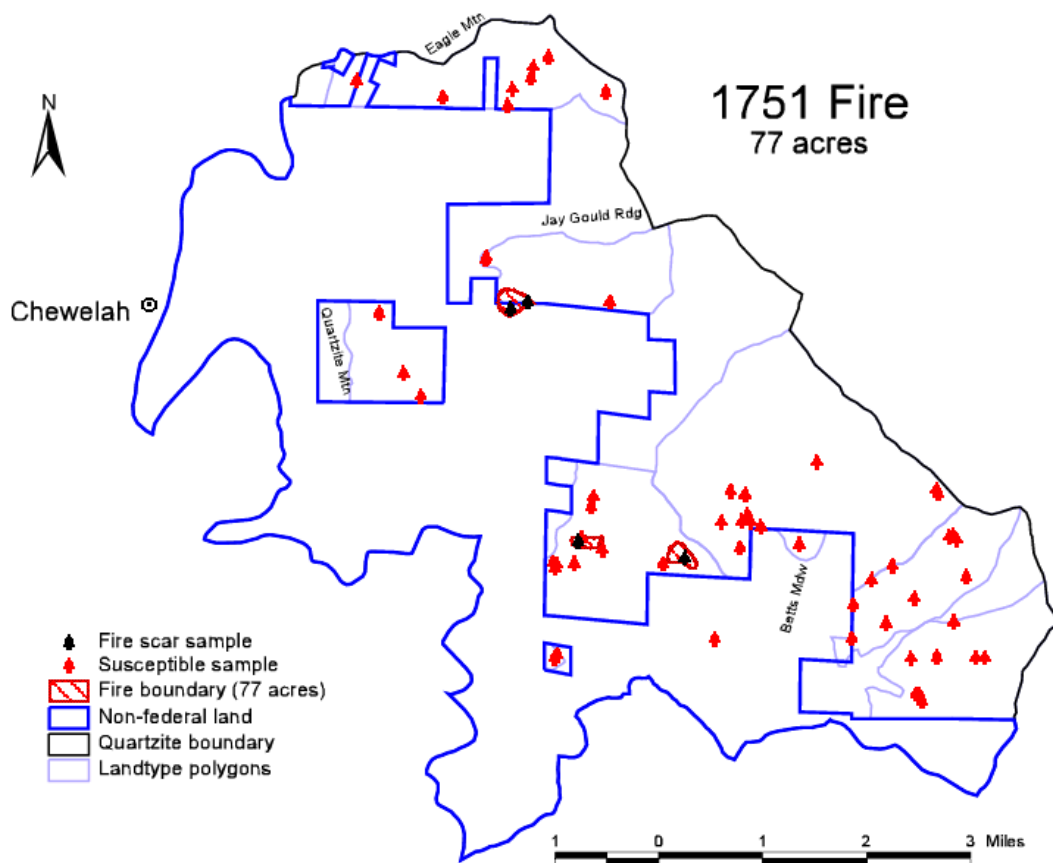 Eagle Mtn
N
1751 Fire
77 acres
Jay Gould Rdg
Chewelah
Quartzite Mtn
Betts Mdw
Fire scar sample
Susceptible sample
Fire boundary (77 acres)
Non-federal land
Quartzite boundary
Landtype polygons
1 0 1 2 3 Miles